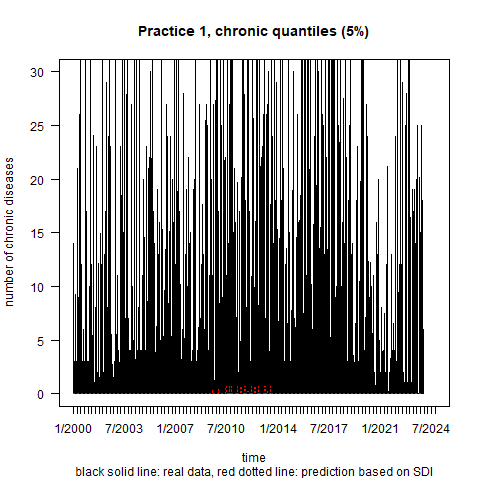 Practice 1, chronic quantiles (5%)
number of chronic diseases
30
25
20
15
10
5
0
1/2000 7/2003 1/2007 7/2010 1/2014 7/2017 1/2021 7/2024
time
black solid line: real data, red dotted line: prediction based on SDI